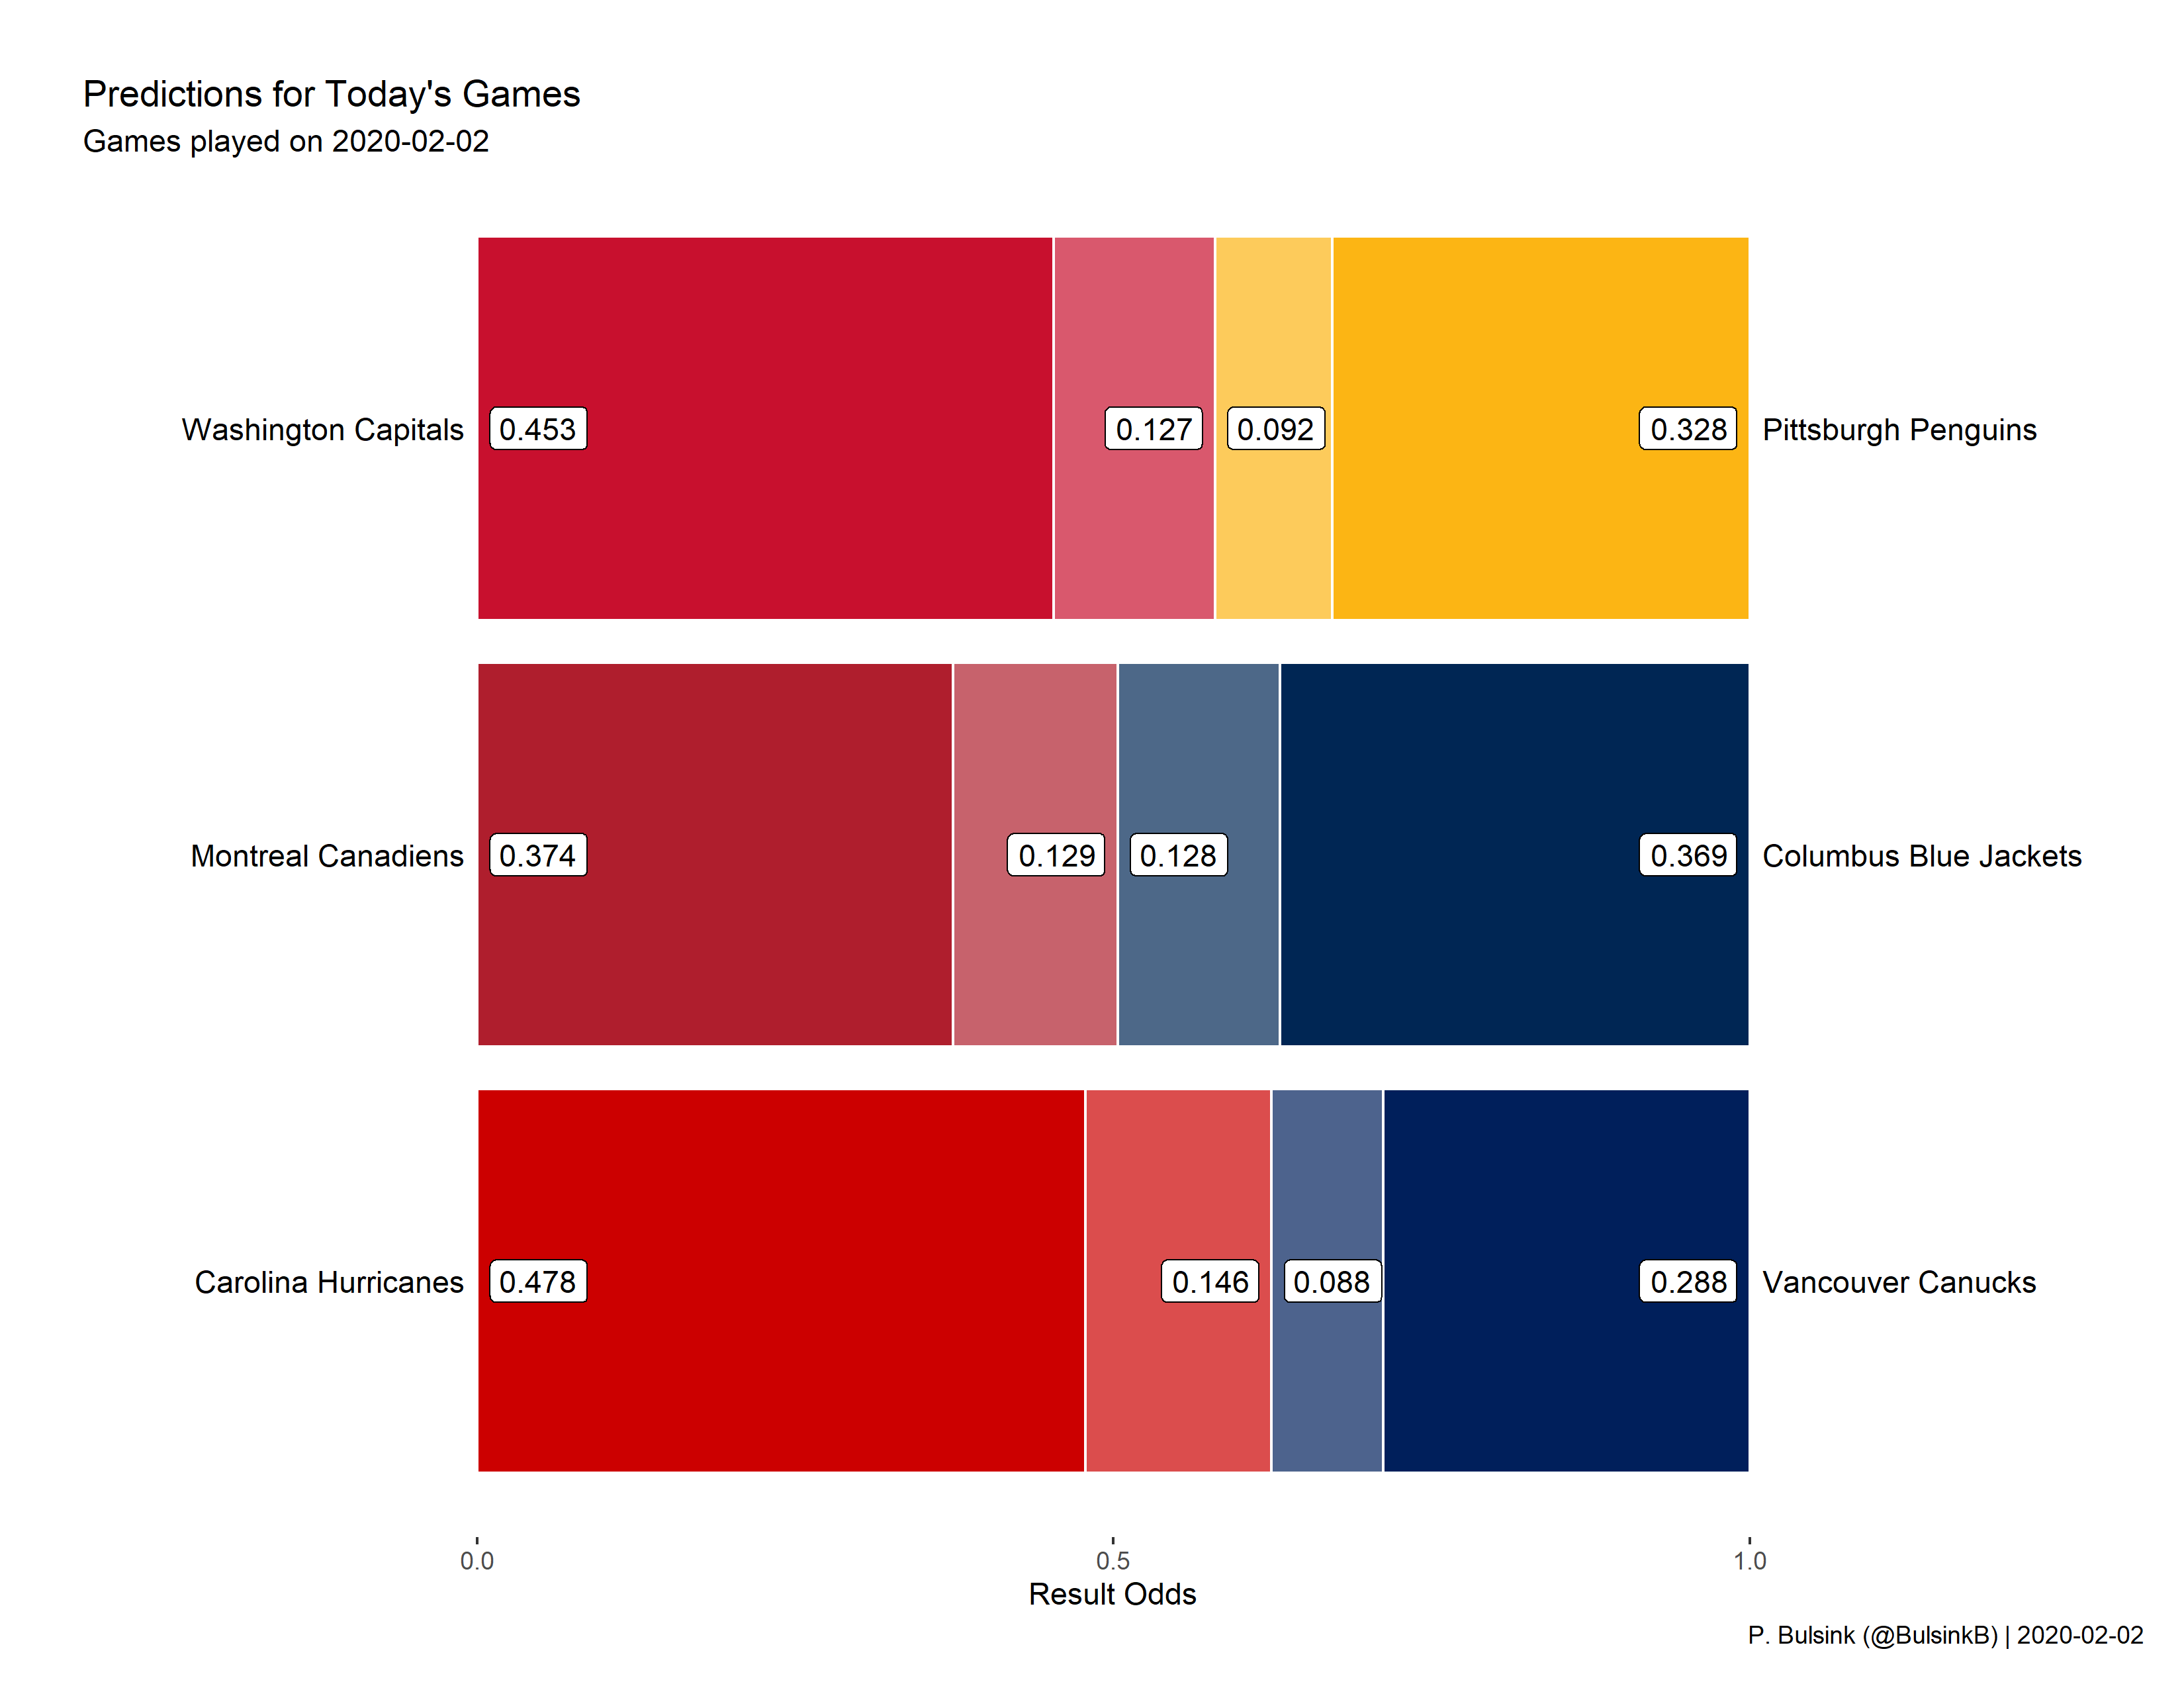 Predictions for Today's Games
Games played on 2020-02-02
Washington Capitals 0.453 0.127 0.092 0.328 Pittsburgh Penguins
Montreal Canadiens 0.374 0.129 0.128 0.369 Columbus Blue Jackets
Carolina Hurricanes 0.478 0.146 0.088 0.288 Vancouver Canucks
0.0 0.5 1.0
Result Odds
P. Bulsink (@BulsinkB) | 2020-02-02